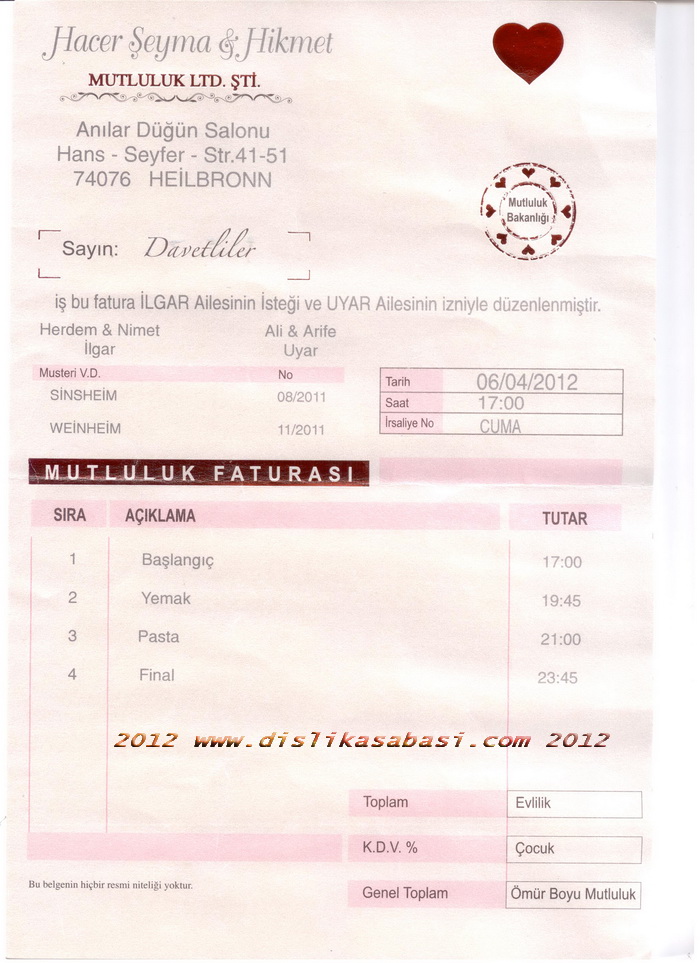 Hacer Şeyma & Hikmet
MUTLULUK LTD. ŞTİ.
Anılar Düğün Salonu
Hans - Seyfer - Str.41-51
74076 HEİLBRONN
Mutluluk
Bakanlığı
Sayın: Davetliler
iş bu fatura İLGAR Ailesinin İsteği ve UYAR Ailesinin izniyle düzenlenmiştir.
Herdem & Nimet Ali & Arife
İlgar Uyar
Musteri V.D. No
SİNSHEİM 08/2011
WEİNHEİM 11/2011
Tarih 06/04/2012
Saat 17:00
İrsaliye No CUMA
MUTLULUK FATURASI
SIRA AÇIKLAMA TUTAR
1 Başlangıç 17:00
2 Yemak 19:45
3 Pasta 21:00
4 Final 23:45
2012 www.dislikasabasi.com 2012
Toplam Evlilik
K.D.V. % Çocuk
Genel Toplam Ömür Boyu Mutluluk
Bu belgenin hiçbir resmi niteliği yoktur.